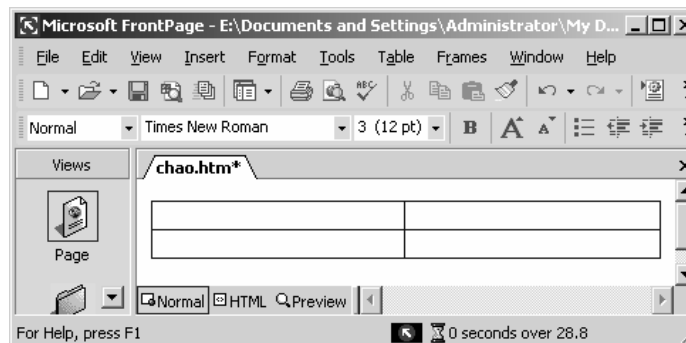 Microsoft FrontPage - E:\Documents and Settings\Administrator\My D...
File Edit View Insert Format Tools Table Frames Window Help
ABC
Normal Times New Roman 3 (12 pt) B A A
Views chao.htm*
Page
Normal HTML Preview
For Help, press F1 0 seconds over 28.8